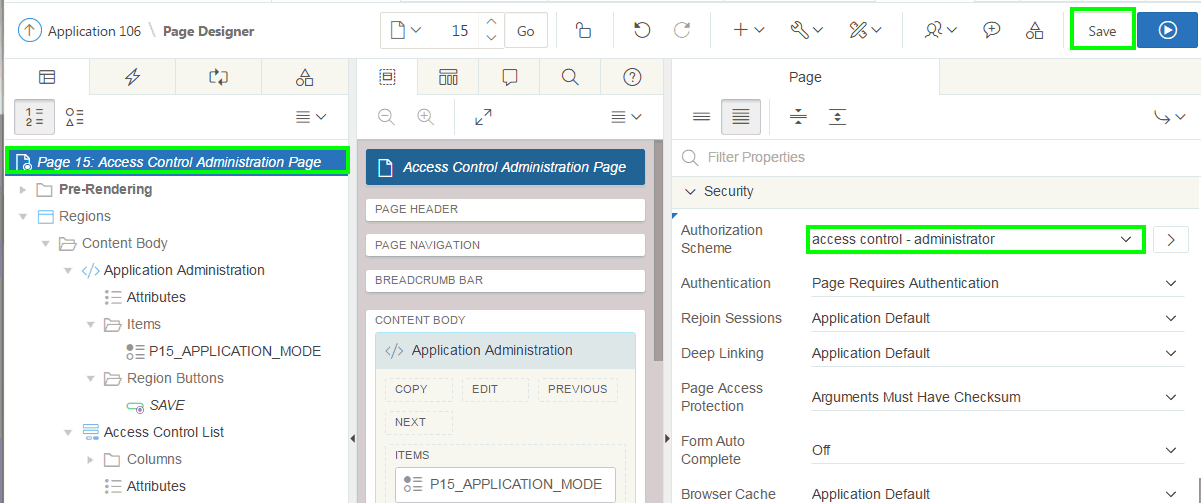 Application 106 \ Page Designer
15
Go
Save
Page
1
2
Filter Properties
Page 15: Access Control Administration Page
Pre-Rendering
Regions
Content Body
Application Administration
Attributes
Items
P15_APPLICATION_MODE
Region Buttons
SAVE
Access Control List
Columns
Attributes
Access Control Administration Page
PAGE HEADER
PAGE NAVIGATION
BREADCRUMB BAR
CONTENT BODY
Application Administration
COPY EDIT PREVIOUS
NEXT
ITEMS
P15_APPLICATION_MODE
Security
Authorization
Scheme
access control - administrator
Authentication Page Requires Authentication
Rejoin Sessions Application Default
Deep Linking Application Default
Page Access
Protection
Arguments Must Have Checksum
Form Auto
Complete
Off
Browser Cache Application Default